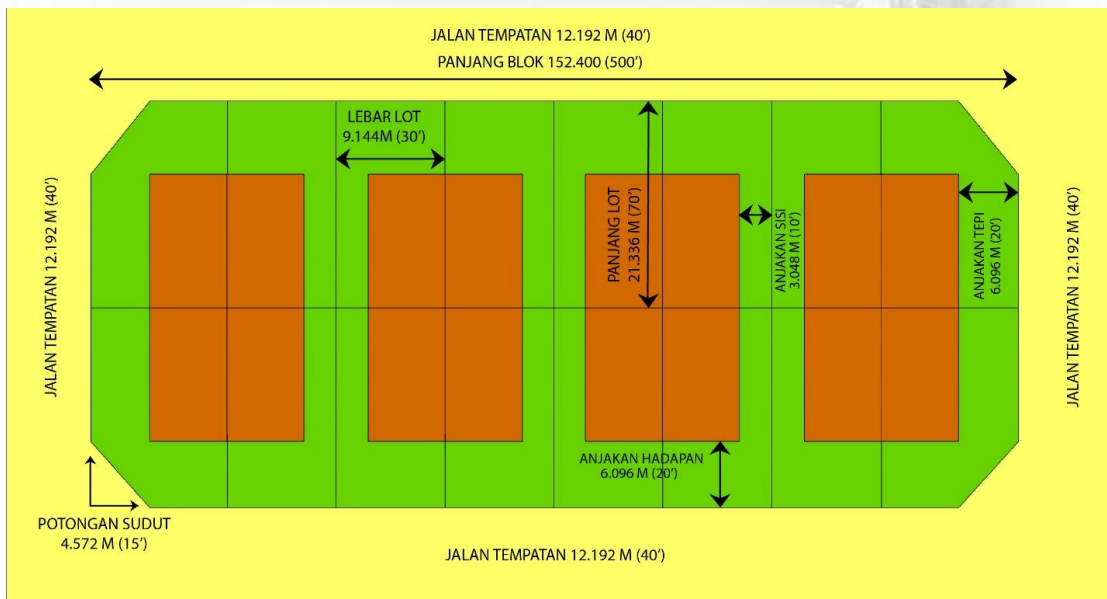 JALAN TEMPATAN 12.192 M (40')
PANJANG BLOK 152.400 (500')
LEBAR LOT
9.144M (30')
PANJANG LOT
21.336 M (70')
ANJAKAN SISI
3.048 M (10')
ANJAKAN TEPI
6.096 M (20')
JALAN TEMPATAN 12.192 M (40')
JALAN TEMPATAN 12.192 M (40')
ANJAKAN HADAPAN
6.096 M (20')
POTONGAN SUDUT
4.572 M (15')
JALAN TEMPATAN 12.192 M (40')